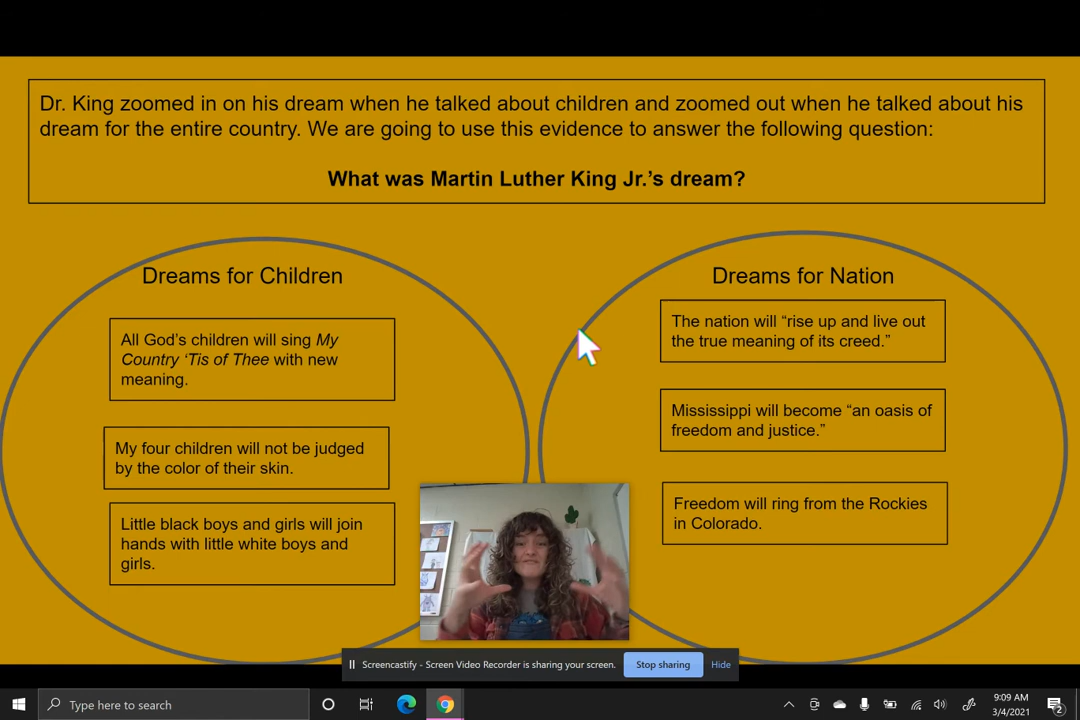 Dr. King zoomed in on his dream when he talked about children and zoomed out when he talked about his
dream for the entire country. We are going to use this evidence to answer the following question:
What was Martin Luther King Jr.’s dream?
Dreams for Children
All God’s children will sing My
Country ‘Tis of Thee with new
meaning.
My four children will not be judged
by the color of their skin.
Little black boys and girls will join
hands with little white boys and
girls.
Dreams for Nation
The nation will “rise up and live out
the true meaning of its creed.”
Mississippi will become “an oasis of
freedom and justice.”
Freedom will ring from the Rockies
in Colorado.
Screencastify - Screen Video Recorder is sharing your screen.
Stop sharing
Hide
Type here to search
9:09 AM
3/4/2021
2